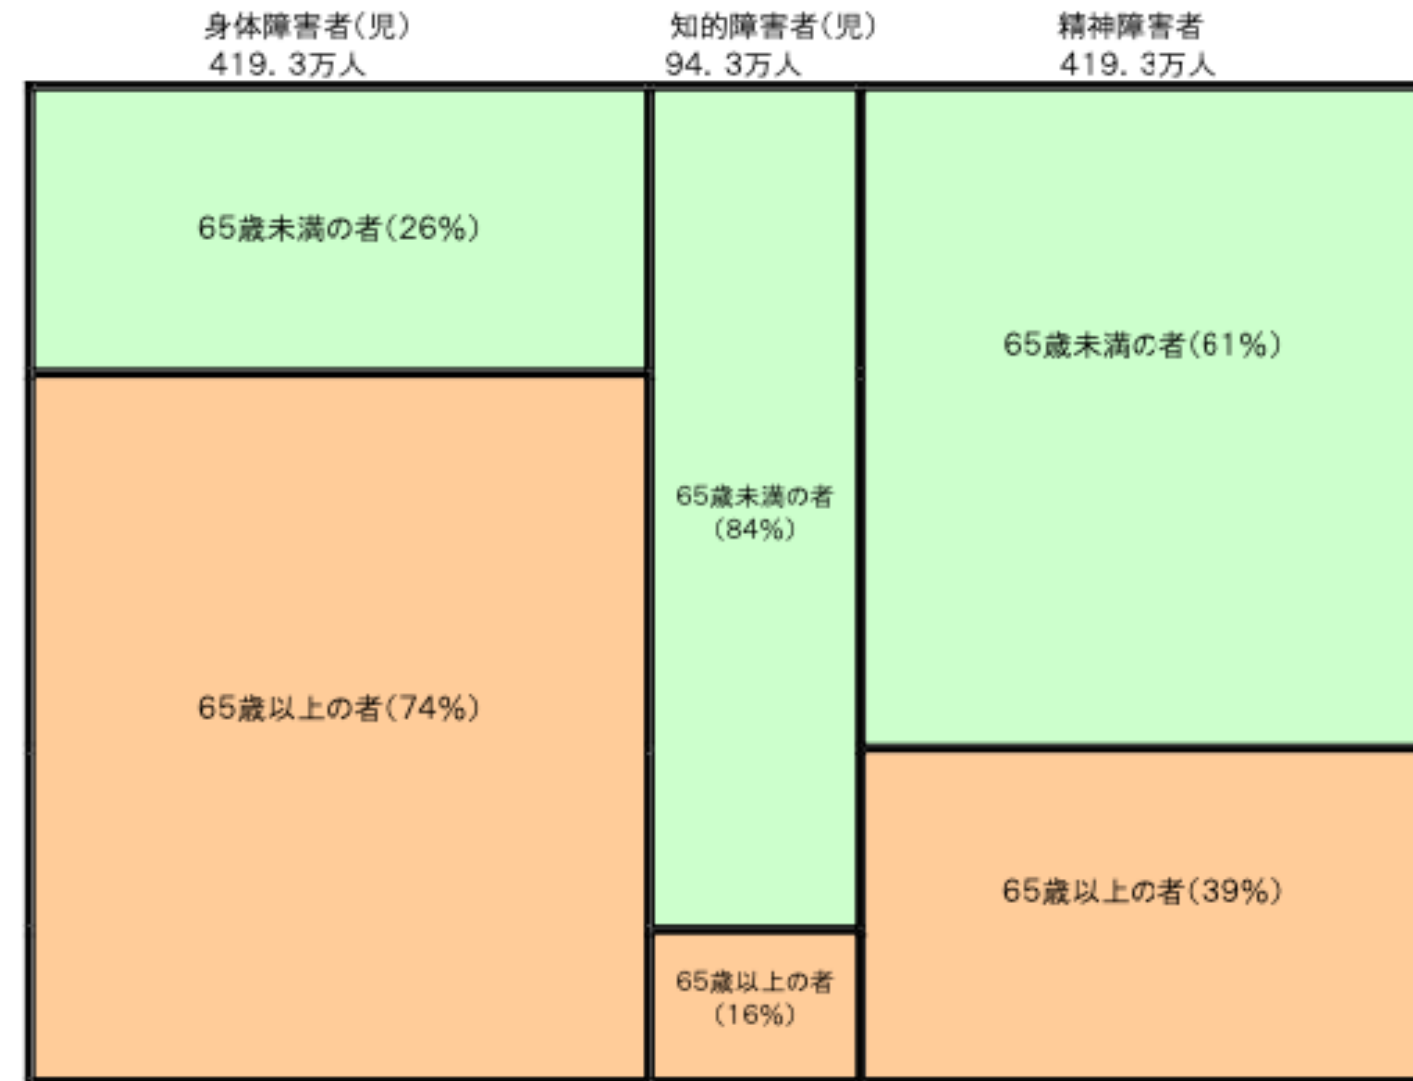 身体障害者(児)
419. 3万人
知的障害者(児)
94. 3万人
精神障害者
419. 3万人
65歳未満の者(26%)
65歳以上の者(74%)
65歳未満の者
(84%)
65歳以上の者
(16%)
65歳未満の者(61%)
65歳以上の者(39%)